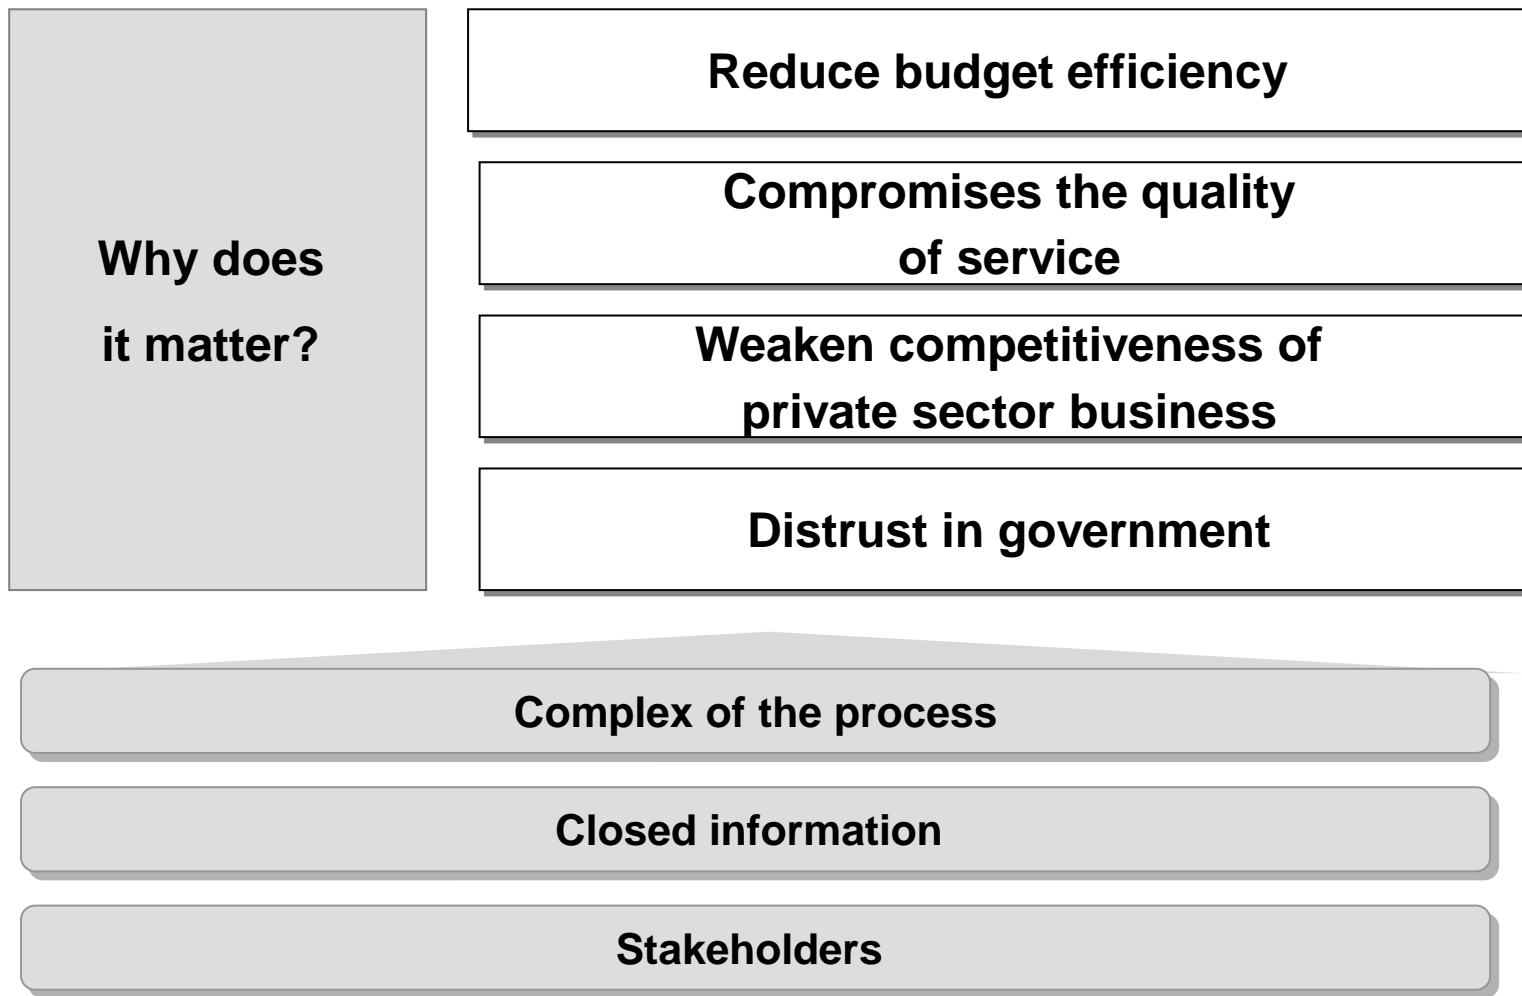 Why does
it matter?
Reduce budget efficiency
Compromises the quality
of service
Weaken competitiveness of
private sector business
Distrust in government
Complex of the process
Closed information
Stakeholders